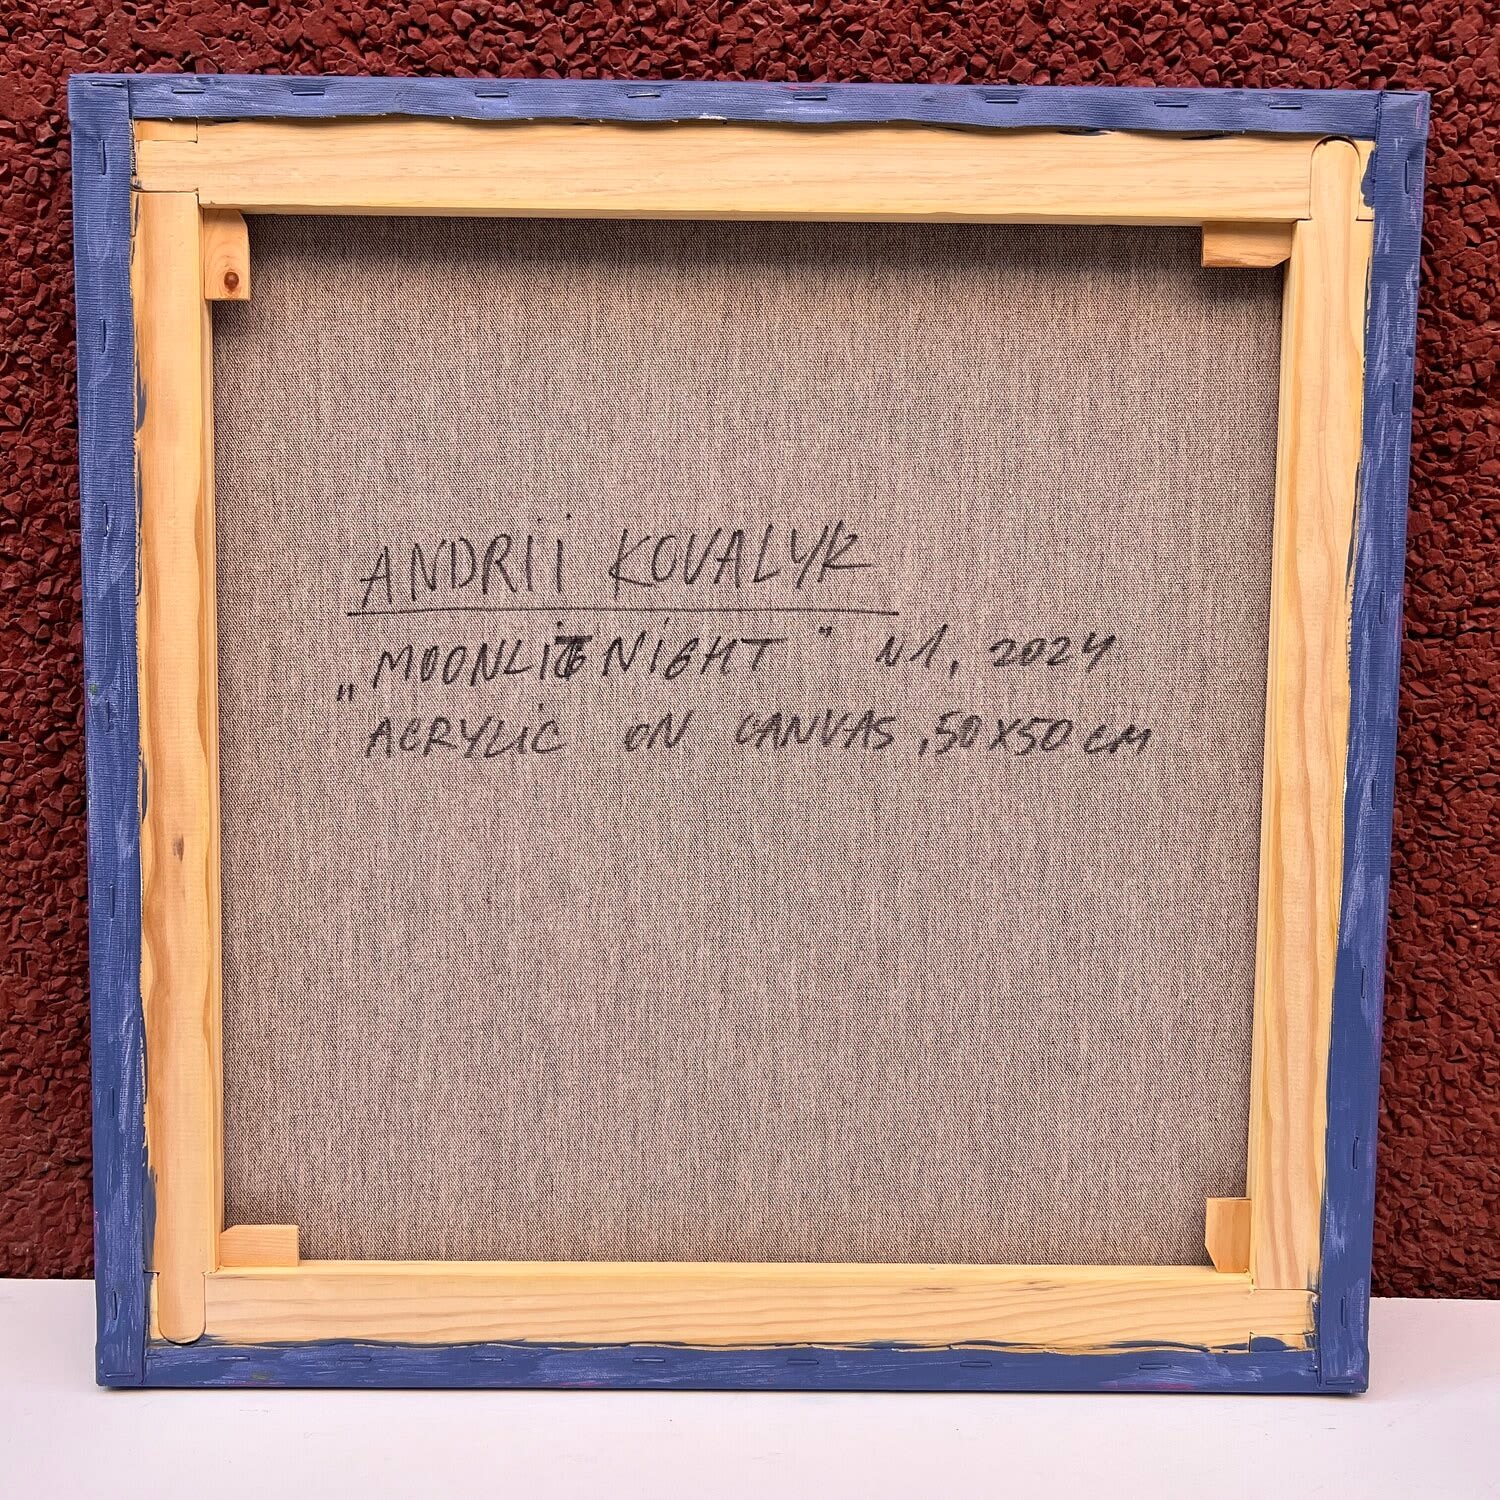 ANDRII KOVALYK
„MOONLIT NIGHT" N1, 2024
ACRYLIC ON CANVAS, 50X50 CM